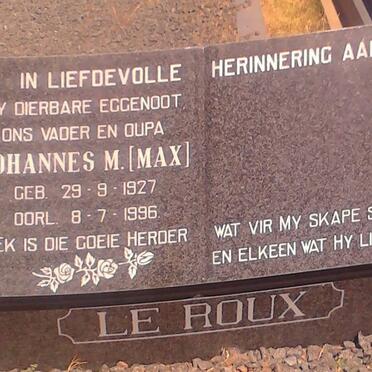 IN LIEFDEVOLLE
Y DIERBARE EGGENOOT
ONS VADER EN OUPA
OHANNES M. [MAX]
GEB. 29-9-1927
OORL. 8-7-1996
EK IS DIE GOEIE HERDER
HERINNERING AA
WAT VIR MY SKAPE S
EN ELKEEN WAT HY LI
LE ROUX